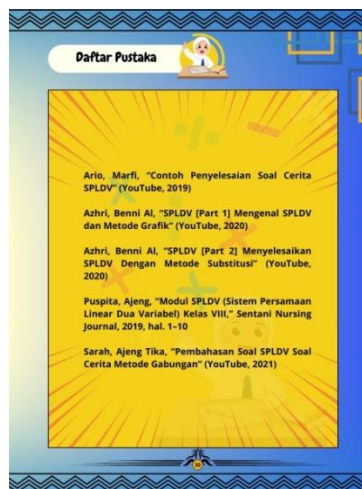 Daftar Pustaka
Ario, Marfi, "Contoh Penyelesaian Soal Cerita
SPLDV" (YouTube, 2019)
Azhri, Benni Al, "SPLDV [Part 1] Mengenal SPLDV
dan Metode Grafik" (YouTube, 2020)
Azhri, Benni Al, "SPLDV [Part 2] Menyelesaikan
SPLDV Dengan Metode Substitusi" (YouTube,
2020)
Puspita, Ajeng, "Modul SPLDV (Sistem Persamaan
Linear Dua Variabel) Kelas VIII," Sentani Nursing
Journal, 2019, hal. 1-10
Sarah, Ajeng Tika, "Pembahasan Soal SPLDV Soal
Cerita Metode Gabungan" (YouTube, 2021)